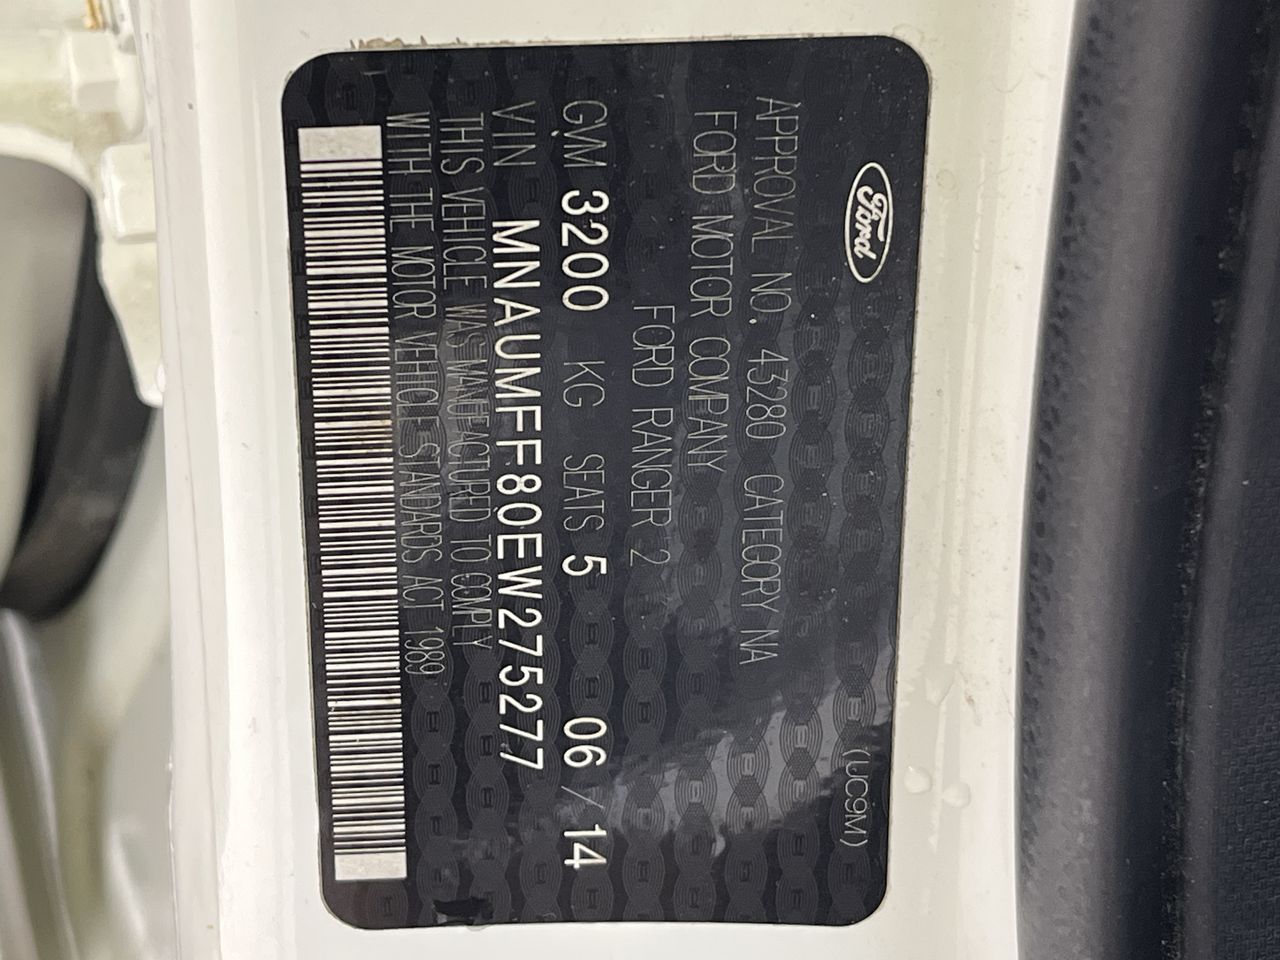 Ford
(UC9M)
APPROVAL NO. 43280 CATEGORY NA
FORD MOTOR COMPANY
FORD RANGER 2
GVM 3200 KG SEATS 5 06/14
VIN MNAUMFF80EW275277
THIS VEHICLE WAS MANUFACTURED TO COMPLY
WITH THE MOTOR VEHICLE STANDARDS ACT 1989